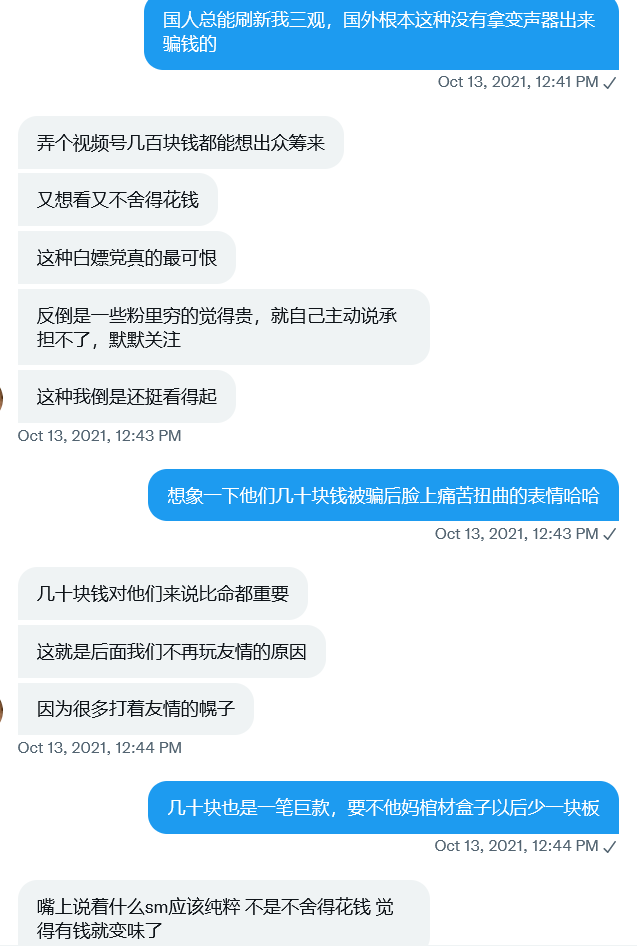 国人总能刷新我三观，国外根本这种没有拿变声器出来
骗钱的
Oct 13, 2021, 12:41 PM
弄个视频号几百块钱都能想出众筹来
又想看又不舍得花钱
这种白嫖党真的最可恨
反倒是一些粉里穷的觉得贵，就自己主动说承
担不了，默默关注
这种我倒是还挺看得起
Oct 13, 2021, 12:43 PM
想象一下他们几十块钱被骗后脸上痛苦扭曲的表情哈哈
Oct 13, 2021, 12:43 PM
几十块钱对他们来说比命都重要
这就是后面我们不再玩友情的原因
因为很多打着友情的幌子
Oct 13, 2021, 12:44 PM
几十块也是一笔巨款，要不他妈棺材盒子以后少一块板
Oct 13, 2021, 12:44 PM
嘴上说着什么sm应该纯粹 不是不舍得花钱 觉
得有钱就变味了